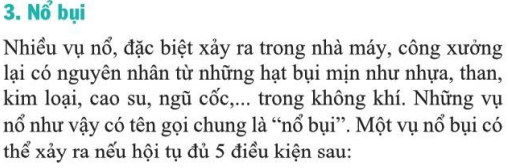 3. Nổ bụi
Nhiều vụ nổ, đặc biệt xảy ra trong nhà máy, công xưởng
lại có nguyên nhân từ những hạt bụi mịn như nhựa, than,
kim loại, cao su, ngũ cốc,... trong không khí. Những vụ
nổ như vậy có tên gọi chung là “nổ bụi”. Một vụ nổ bụi có
thể xảy ra nếu hội tụ đủ 5 điều kiện sau: